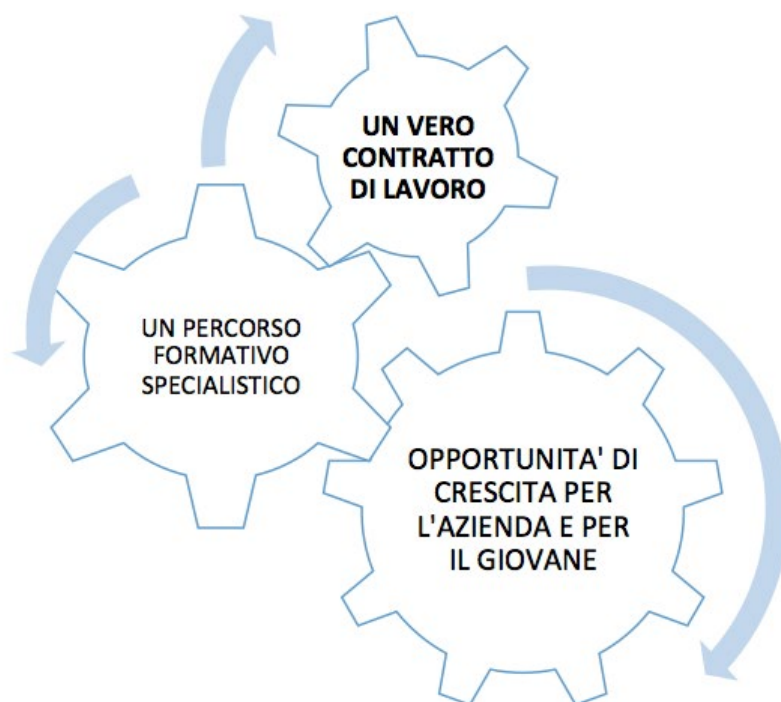 UN VERO
CONTRATTO
DI LAVORO
UN PERCORSO
FORMATIVO
SPECIALISTICO
OPPORTUNITA' DI
CRESCITA PER
L'AZIENDA E PER
IL GIOVANE